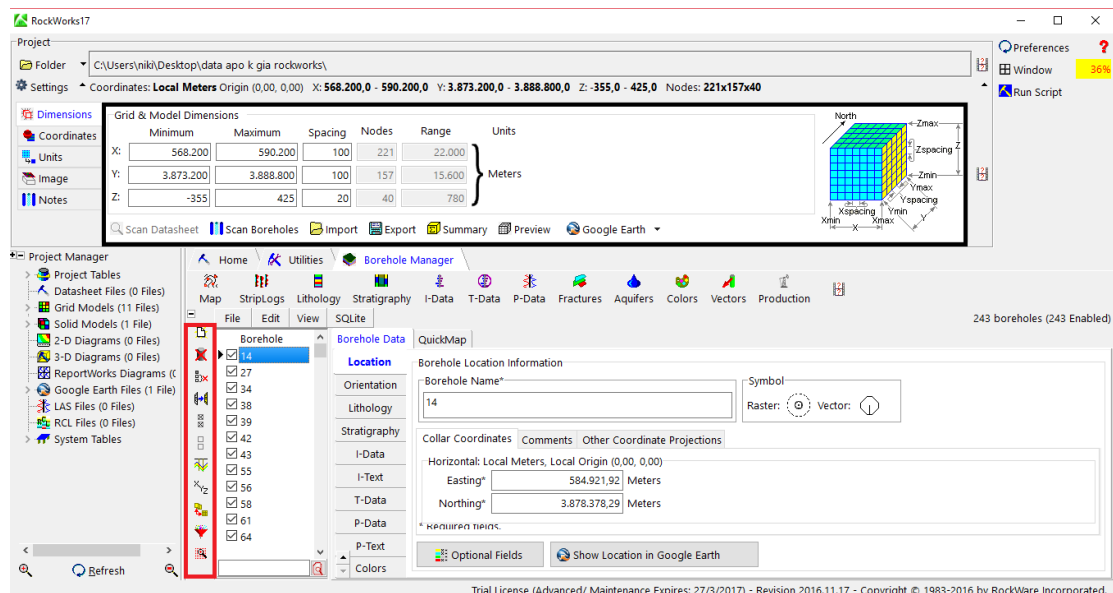 RockWorks17
Project
Folder C:\Users\niki\Desktop\data apo k gia rockworks\
Preferences ?
Window 36%
Run Script
Settings Coordinates: Local Meters Origin (0,00, 0,00) X: 568.200,0 - 590.200,0 Y: 3.873.200,0 - 3.888.800,0 Z: -355,0 - 425,0 Nodes: 221x157x40
Dimensions
Coordinates
Units
Image
Notes
Grid & Model Dimensions
Minimum Maximum Spacing Nodes Range Units
X: 568.200 590.200 100 221 22.000
Y: 3.873.200 3.888.800 100 157 15.600 Meters
Z: -355 425 20 40 780
North
Zmax
Zspacing Z
Zmin
Ymax
Yspacing
Xspacing Ymin
Xmin Xmax Y
X
Scan Datasheet Scan Boreholes Import Export Summary Preview Google Earth
Project Manager
Project Tables
Datasheet Files (0 Files)
Grid Models (11 Files)
Solid Models (1 File)
2-D Diagrams (0 Files)
3-D Diagrams (0 Files)
ReportWorks Diagrams (
Google Earth Files (1 File)
LAS Files (0 Files)
RCL Files (0 Files)
System Tables
Refresh
Home Utilities Borehole Manager
Map StripLogs Lithology Stratigraphy I-Data T-Data P-Data Fractures Aquifers Colors Vectors Production
File Edit View SQLite
243 boreholes (243 Enabled)
Borehole
14
27
34
38
39
42
43
55
56
58
61
64
Borehole Data QuickMap
Location
Orientation
Lithology
Stratigraphy
I-Data
I-Text
T-Data
P-Data
P-Text
Colors
Borehole Location Information
Borehole Name*
14
Symbol
Raster: Vector:
Collar Coordinates Comments Other Coordinate Projections
Horizontal: Local Meters, Local Origin (0,00, 0,00)
Easting* 584.921,92 Meters
Northing* 3.878.378,29 Meters
* Required fields.
Optional Fields Show Location in Google Earth
Trial License (Advanced/ Maintenance Expires: 27/3/2017) - Revision 2016.11.17 - Copyright © 1983-2016 by RockWare Incorporated.